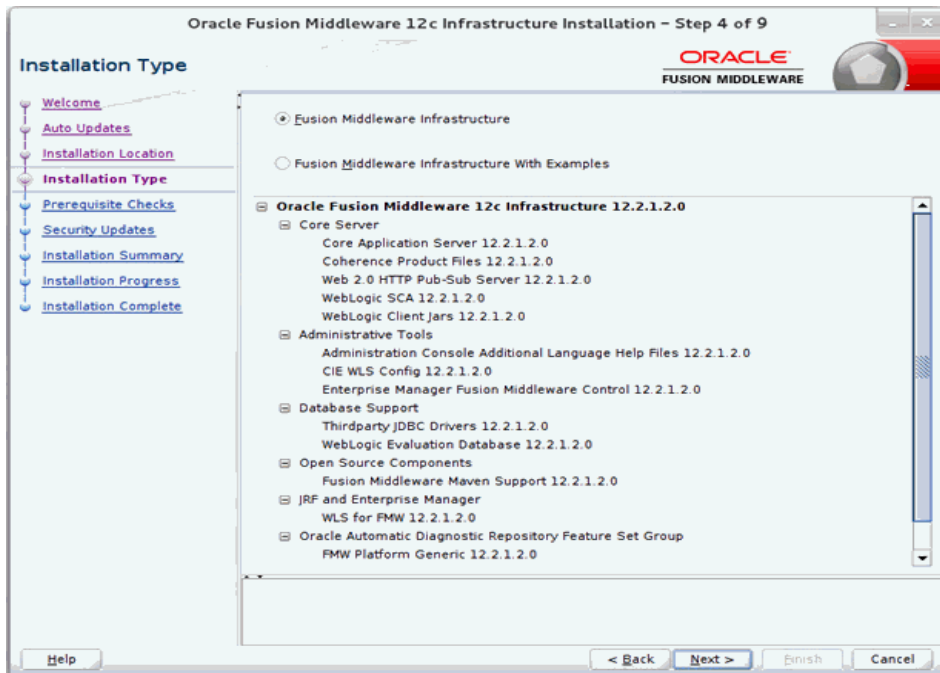 Oracle Fusion Middleware 12c Infrastructure Installation - Step 4 of 9
Installation Type
ORACLE
FUSION MIDDLEWARE
Welcome
Auto Updates
Installation Location
Installation Type
Prerequisite Checks
Security Updates
Installation Summary
Installation Progress
Installation Complete
Fusion Middleware Infrastructure
Fusion Middleware Infrastructure With Examples
Oracle Fusion Middleware 12c Infrastructure 12.2.1.2.0
Core Server
Core Application Server 12.2.1.2.0
Coherence Product Files 12.2.1.2.0
Web 2.0 HTTP Pub-Sub Server 12.2.1.2.0
WebLogic SCA 12.2.1.2.0
WebLogic Client Jars 12.2.1.2.0
Administrative Tools
Administration Console Additional Language Help Files 12.2.1.2.0
CIE WLS Config 12.2.1.2.0
Enterprise Manager Fusion Middleware Control 12.2.1.2.0
Database Support
Thirdparty JDBC Drivers 12.2.1.2.0
WebLogic Evaluation Database 12.2.1.2.0
Open Source Components
Fusion Middleware Maven Support 12.2.1.2.0
JRF and Enterprise Manager
WLS for FMW 12.2.1.2.0
Oracle Automatic Diagnostic Repository Feature Set Group
FMW Platform Generic 12.2.1.2.0
Help
< Back
Next >
Finish
Cancel